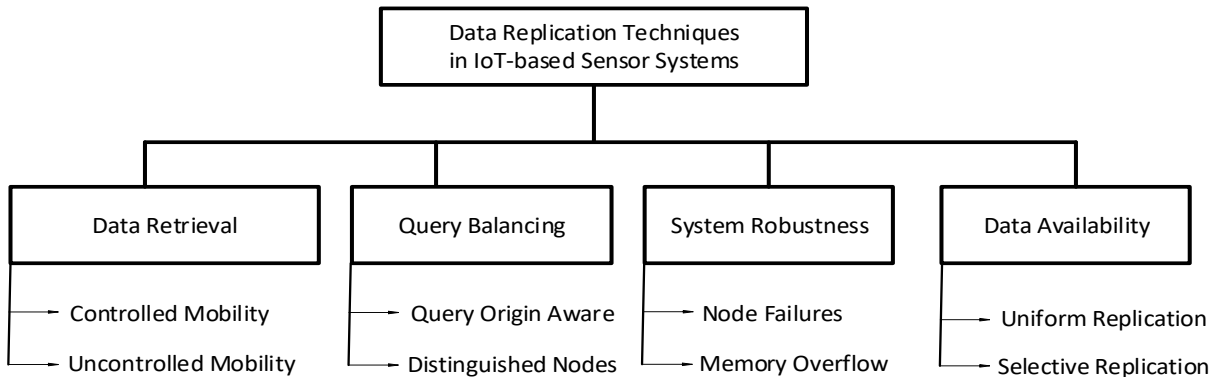 Data Replication Techniques
in IoT-based Sensor Systems
Data Retrieval
Query Balancing
System Robustness
Data Availability
Controlled Mobility
Uncontrolled Mobility
Query Origin Aware
Distinguished Nodes
Node Failures
Memory Overflow
Uniform Replication
Selective Replication